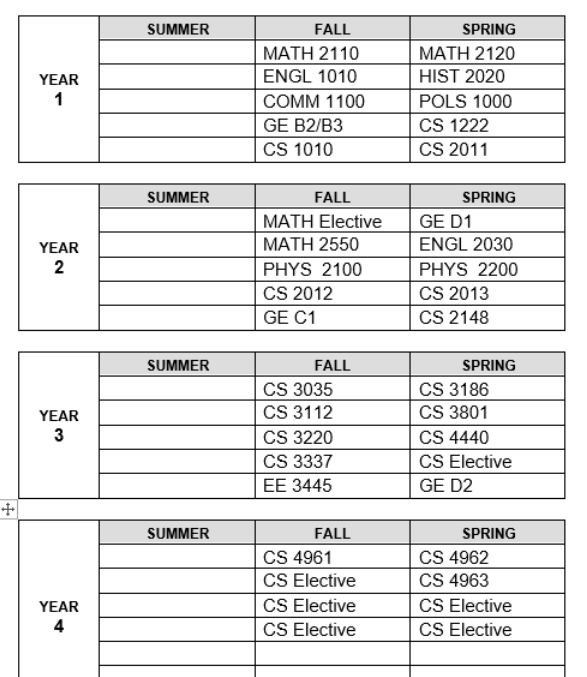 SUMMER FALL SPRING
MATH 2110 MATH 2120
YEAR ENGL 1010 HIST 2020
1 COMM 1100 POLS 1000
GE B2/B3 CS 1222
CS 1010 CS 2011
SUMMER FALL SPRING
MATH Elective GE D1
YEAR MATH 2550 ENGL 2030
2 PHYS 2100 PHYS 2200
CS 2012 CS 2013
GE C1 CS 2148
SUMMER FALL SPRING
CS 3035 CS 3186
YEAR CS 3112 CS 3801
3 CS 3220 CS 4440
CS 3337 CS Elective
EE 3445 GE D2
SUMMER FALL SPRING
CS 4961 CS 4962
CS Elective CS 4963
YEAR CS Elective CS Elective
4 CS Elective CS Elective